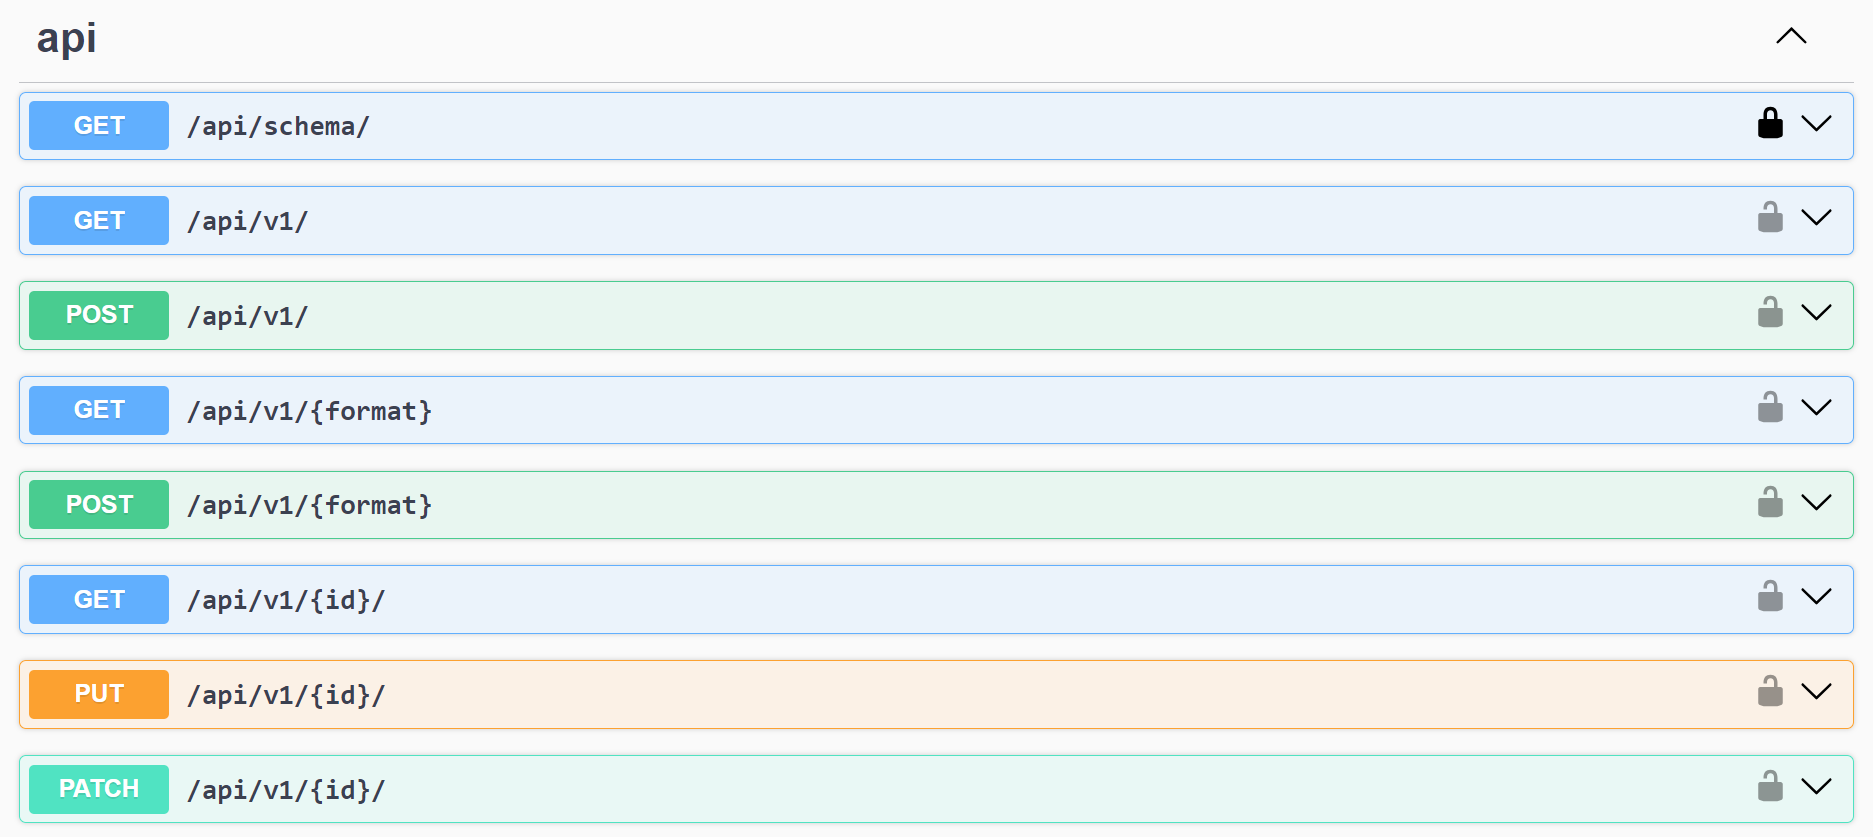 api
GET /api/schema/
GET /api/v1/
POST /api/v1/
GET /api/v1/{format}
POST /api/v1/{format}
GET /api/v1/{id}/
PUT /api/v1/{id}/
PATCH /api/v1/{id}/